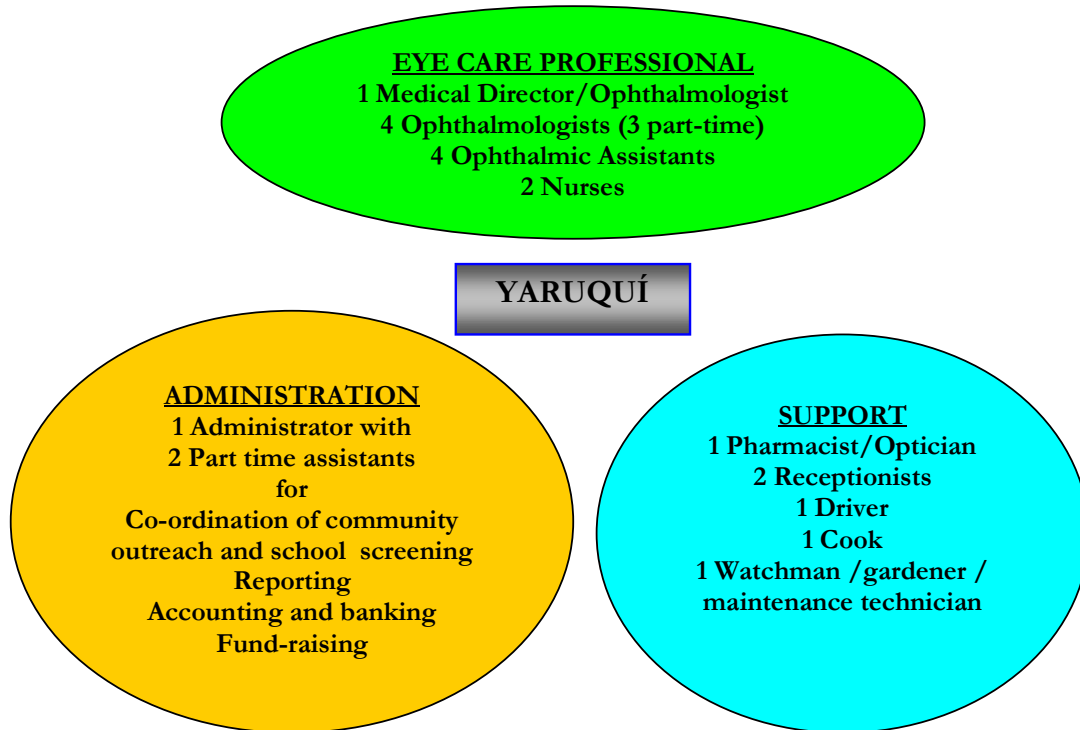 EYE CARE PROFESSIONAL
1 Medical Director/Ophthalmologist
4 Ophthalmologists (3 part-time)
4 Ophthalmic Assistants
2 Nurses
YARUQUÍ
ADMINISTRATION
1 Administrator with
2 Part time assistants
for
Co-ordination of community
outreach and school screening
Reporting
Accounting and banking
Fund-raising
SUPPORT
1 Pharmacist/Optician
2 Receptionists
1 Driver
1 Cook
1 Watchman /gardener /
maintenance technician